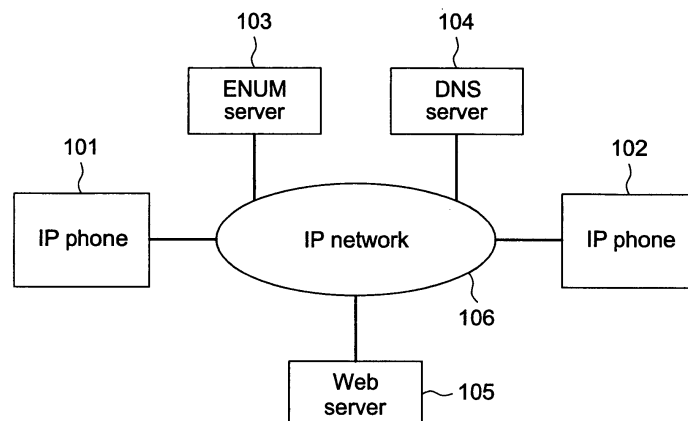 103
104
ENUM
server
DNS
server
101
102
IP phone
IP network
IP phone
106
Web
server
105